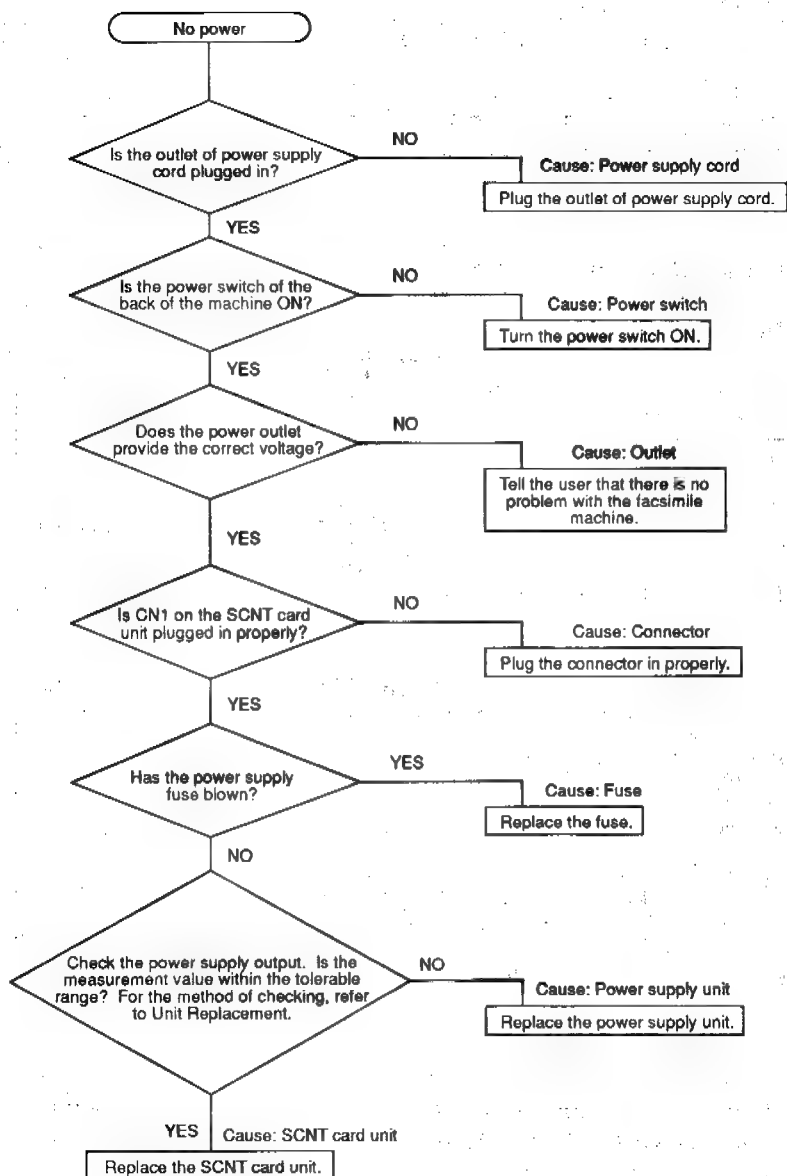 No power
Is the outlet of power supply
cord plugged in?
NO
Cause: Power supply cord
Plug the outlet of power supply cord.
YES
Is the power switch of the
back of the machine ON?
NO
Cause: Power switch
Turn the power switch ON.
YES
Does the power outlet
provide the correct voltage?
NO
Cause: Outlet
Tell the user that there is no
problem with the facsimile
machine.
YES
Is CN1 on the SCNT card
unit plugged in properly?
NO
Cause: Connector
Plug the connector in properly.
YES
Has the power supply
fuse blown?
YES
Cause: Fuse
Replace the fuse.
NO
Check the power supply output. Is the
measurement value within the tolerable
range? For the method of checking, refer
to Unit Replacement.
NO
Cause: Power supply unit
Replace the power supply unit.
YES
Cause: SCNT card unit
Replace the SCNT card unit.